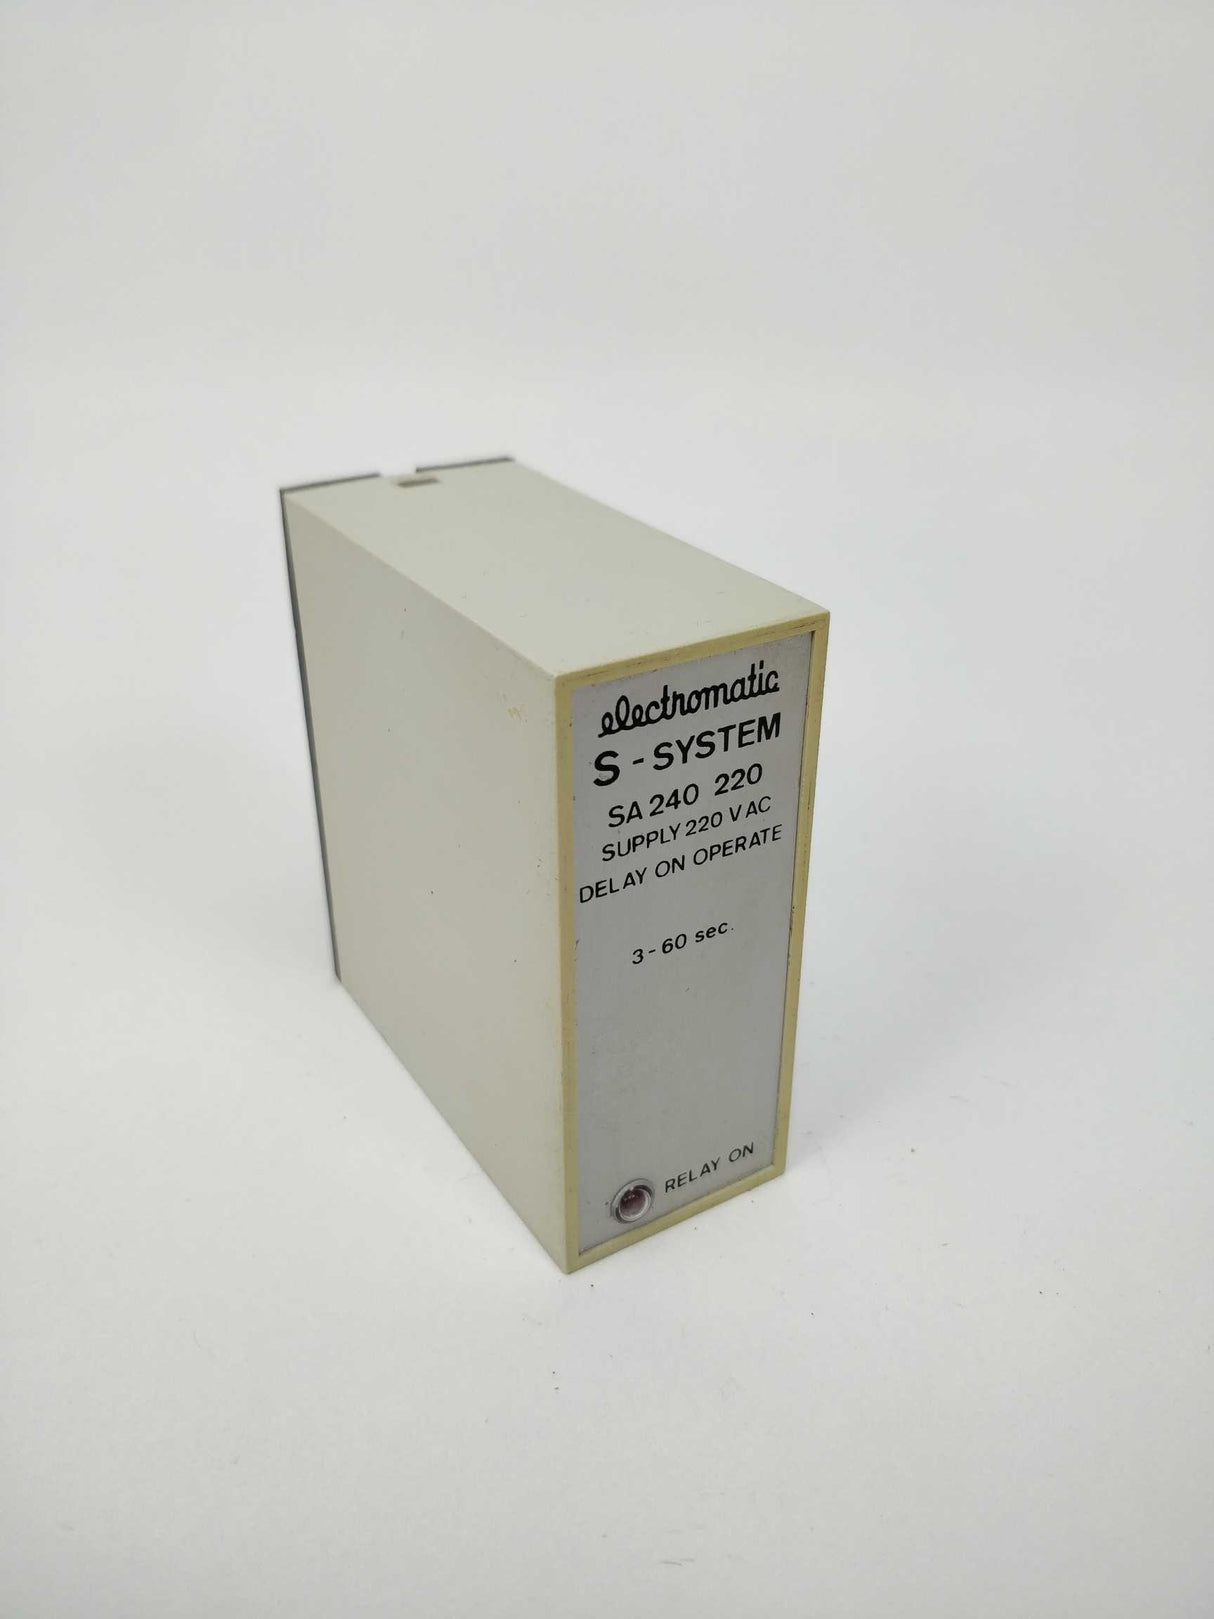 electromatic
S - SYSTEM
SA 240 220
SUPPLY 220 V AC
DELAY ON OPERATE
3 - 60 sec.
RELAY ON